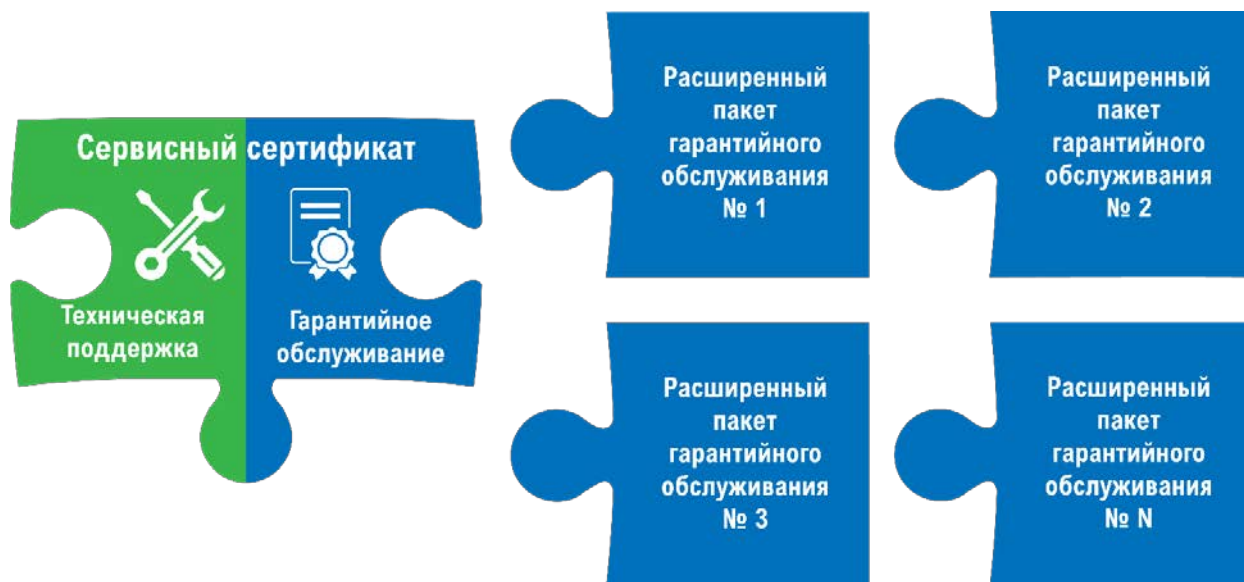 Сервисный сертификат
Техническая
поддержка
Гарантийное
обслуживание
Расширенный
пакет
гарантийного
обслуживания
№ 1
Расширенный
пакет
гарантийного
обслуживания
№ 2
Расширенный
пакет
гарантийного
обслуживания
№ 3
Расширенный
пакет
гарантийного
обслуживания
№ N